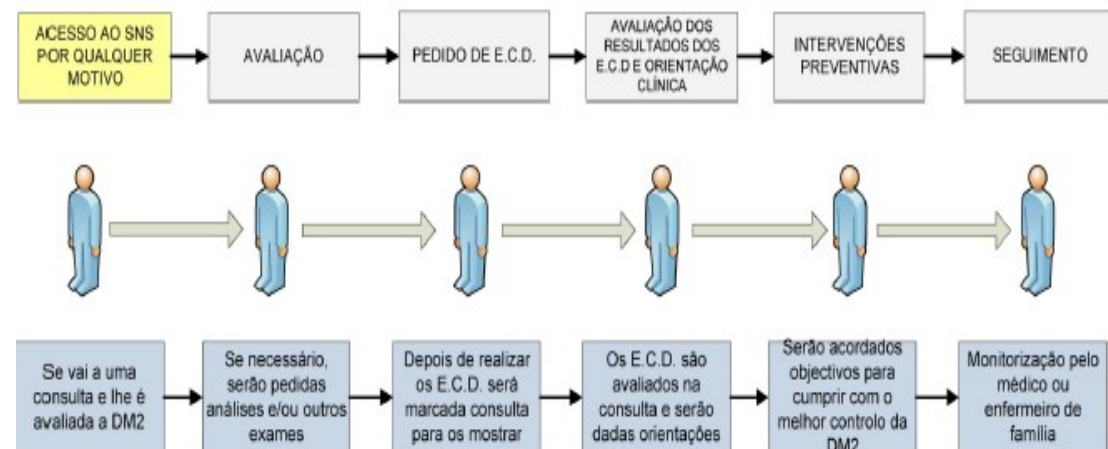 ACESSO AO SNS
POR QUALQUER
MOTIVO
AVALIAÇÃO
PEDIDO DE E.C.D.
AVALIAÇÃO DOS
RESULTADOS DOS
E.C.D E ORIENTAÇÃO
CLÍNICA
INTERVENÇÕES
PREVENTIVAS
SEGUIMENTO
Se vai a uma
consulta e lhe é
avaliada a DM2
Se necessário,
serão pedidas
análises e/ou outros
exames
Depois de realizar
os E.C.D. será
marcada consulta
para os mostrar
Os E.C.D. são
avaliados na
consulta e serão
dadas orientações
Serão acordados
objectivos para
cumprir com o
melhor controlo da
DM2
Monitorização pelo
médico ou
enfermeiro de
família